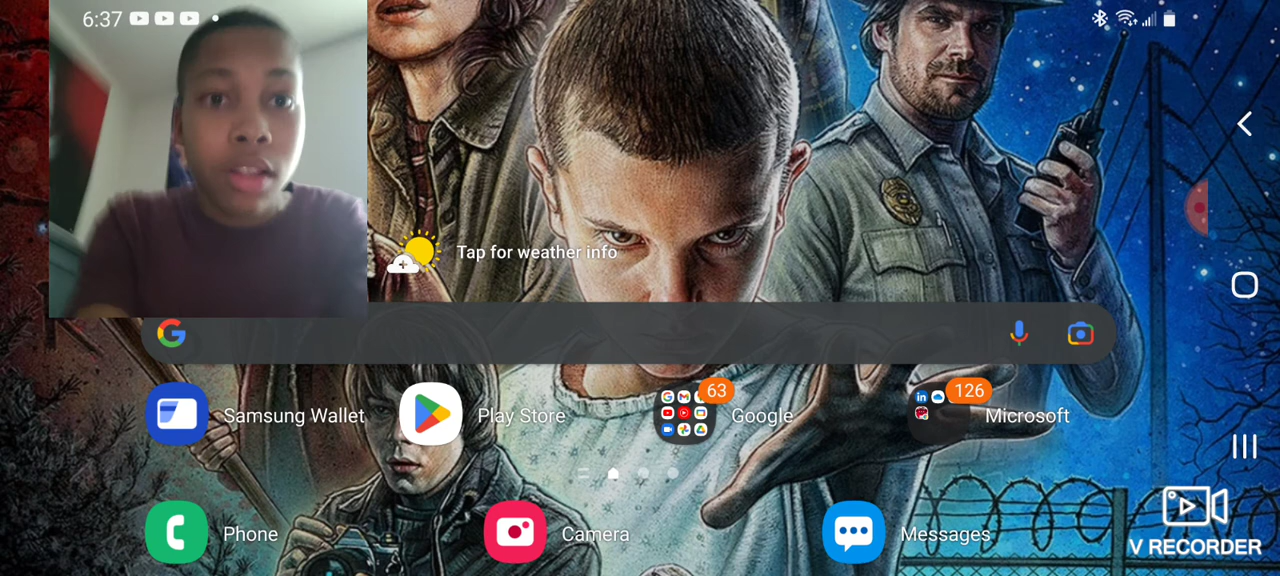 6:37
Tap for weather info
63
126
Samsung Wallet
Play Store
Google
Microsoft
Phone
Camera
Messages
V RECORDER